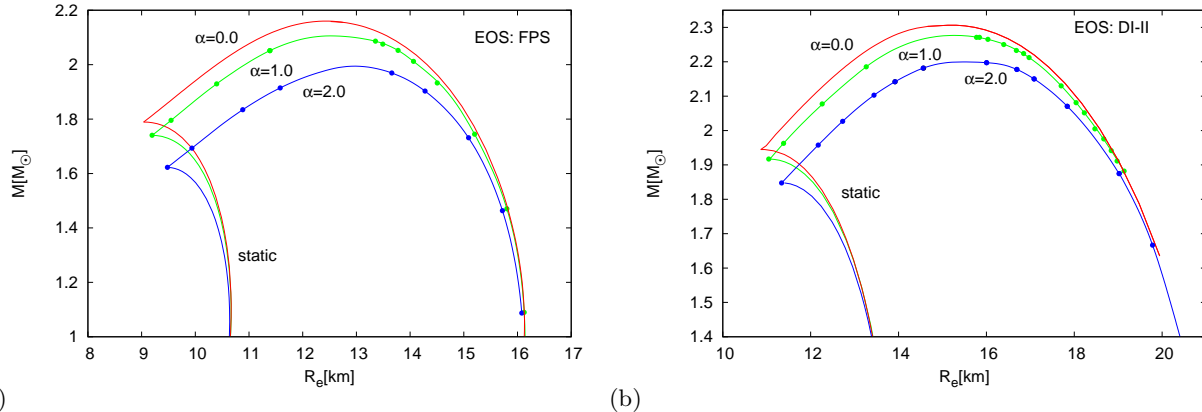 2.2
2
1.8
1.6
1.4
1.2
1
8 9 10 11 12 13 14 15 16 17
M[M☉]
Rₑ[km]
EOS: FPS
α=0.0
α=1.0
α=2.0
static
)
2.3
2.2
2.1
2
1.9
1.8
1.7
1.6
1.5
1.4
10 12 14 16 18 20
M[M☉]
Rₑ[km]
EOS: DI-II
α=0.0
α=1.0
α=2.0
static
(b)